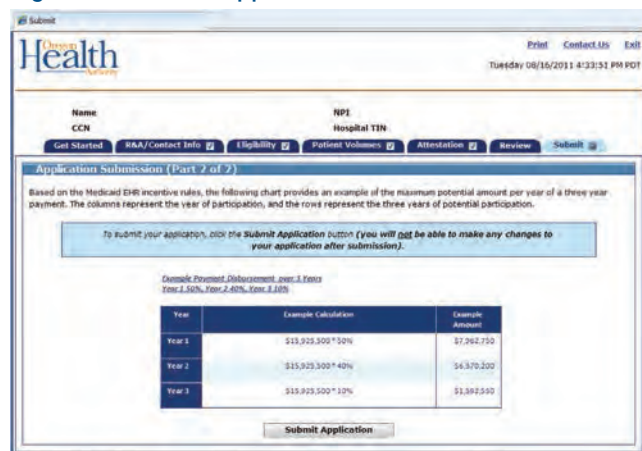 Submit
Oregon Health Authority
Print Contact Us Exit
Tuesday 08/16/2011 4:33:51 PM PDT
Name NPI
CCN Hospital TIN
Get Started R&A/Contact Info Eligibility Patient Volumes Attestation Review Submit
Application Submission (Part 2 of 2)
Based on the Medicaid EHR incentive rules, the following chart provides an example of the maximum potential amount per year of a three year
payment. The columns represent the year of participation, and the rows represent the three years of potential participation.
To submit your application, click the Submit Application button (you will not be able to make any changes to
your application after submission).
Example Payment Disbursement over 3 Years
Year 1 50%, Year 2 40%, Year 3 10%
Year Example Calculation Example
Amount
Year 1 $15,925,500 * 50% $7,962,750
Year 2 $15,925,500 * 40% $6,370,200
Year 3 $15,925,500 * 10% $1,592,550
Submit Application